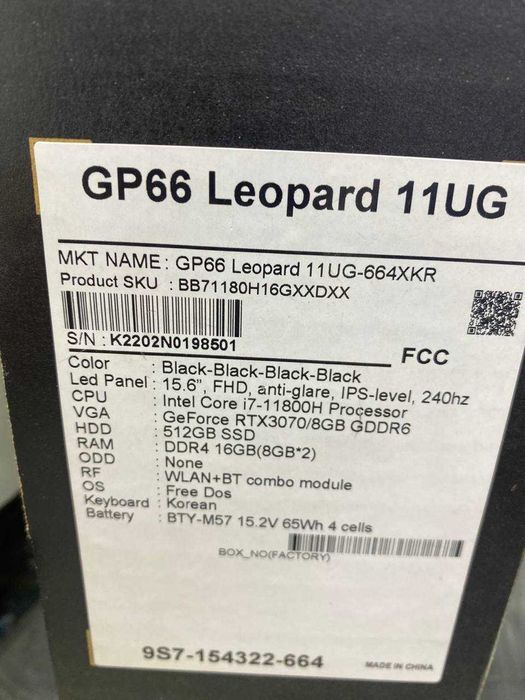 GP66 Leopard 11UG
MKT NAME : GP66 Leopard 11UG-664XKR
Product SKU : BB71180H16GXXDXX
S/N : K2202N0198501
FCC
Color : Black-Black-Black-Black
Led Panel : 15.6”, FHD, anti-glare, IPS-level, 240hz
CPU : Intel Core i7-11800H Processor
VGA : GeForce RTX3070/8GB GDDR6
HDD : 512GB SSD
RAM : DDR4 16GB(8GB*2)
ODD : None
RF : WLAN+BT combo module
OS : Free Dos
Keyboard : Korean
Battery : BTY-M57 15.2V 65Wh 4 cells
BOX_NO(FACTORY)
9S7-154322-664
MADE IN CHINA